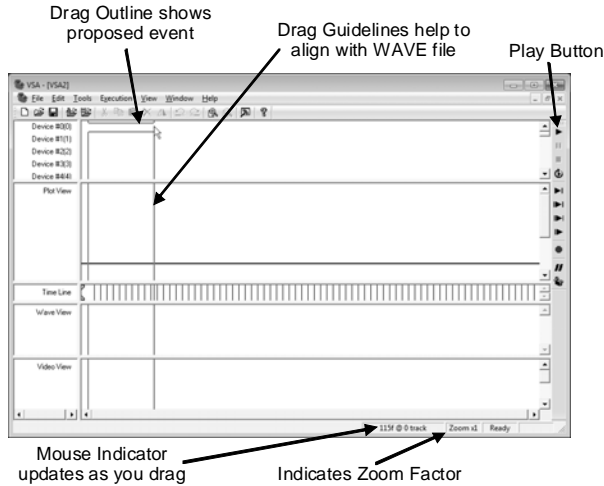 Drag Outline shows
proposed event
Drag Guidelines help to
align with WAVE file
Play Button
VSA - [VSA2]
File Edit Tools Execution View Window Help
Device #0(0)
Device #1(1)
Device #2(2)
Device #3(3)
Device #4(4)
Plot View
Time Line
Wave View
Video View
115f @ 0 track Zoom x1 Ready
Mouse Indicator
updates as you drag
Indicates Zoom Factor